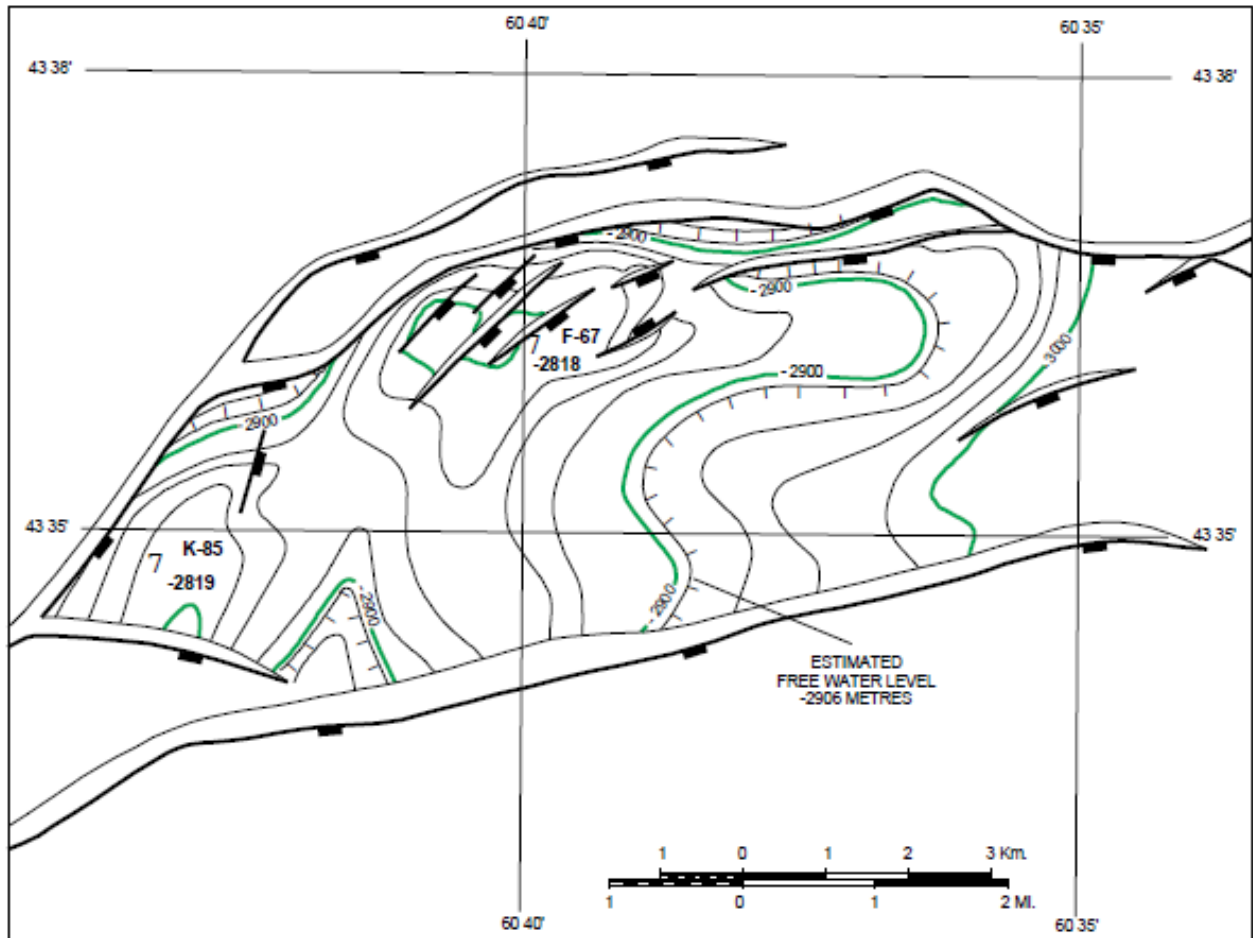 60 40'
60 35'
43 38'
43 38'
-2900
-2900
F-67
-2818
3000
-2900
2900
43 35'
43 35'
K-85
-2819
-2900
-2900
ESTIMATED
FREE WATER LEVEL
-2906 METRES
1 0 1 2 3 Km.
1 0 1 2 MI.
60 40'
60 35'